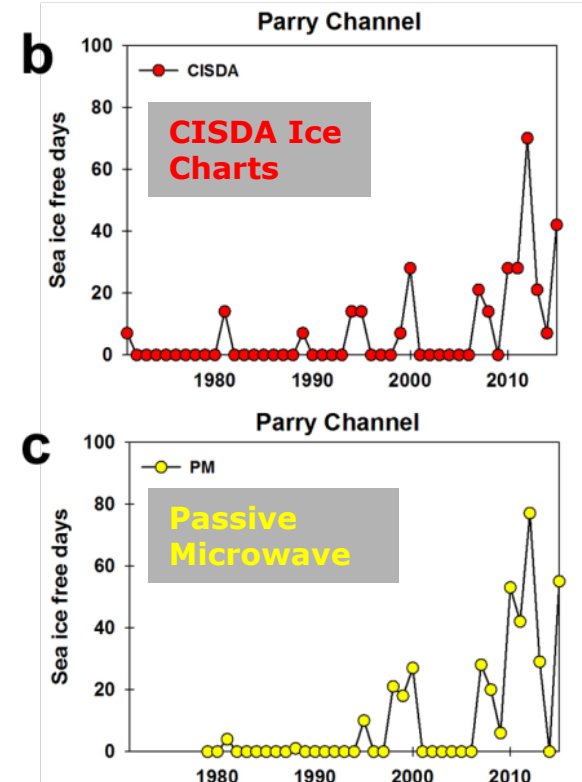 Parry Channel
b
100
CISDA
80
CISDA Ice
Charts
60
40
20
0
Sea ice free days
1980 1990 2000 2010
Parry Channel
c
100
PM
80
Passive
Microwave
60
40
20
0
Sea ice free days
1980 1990 2000 2010